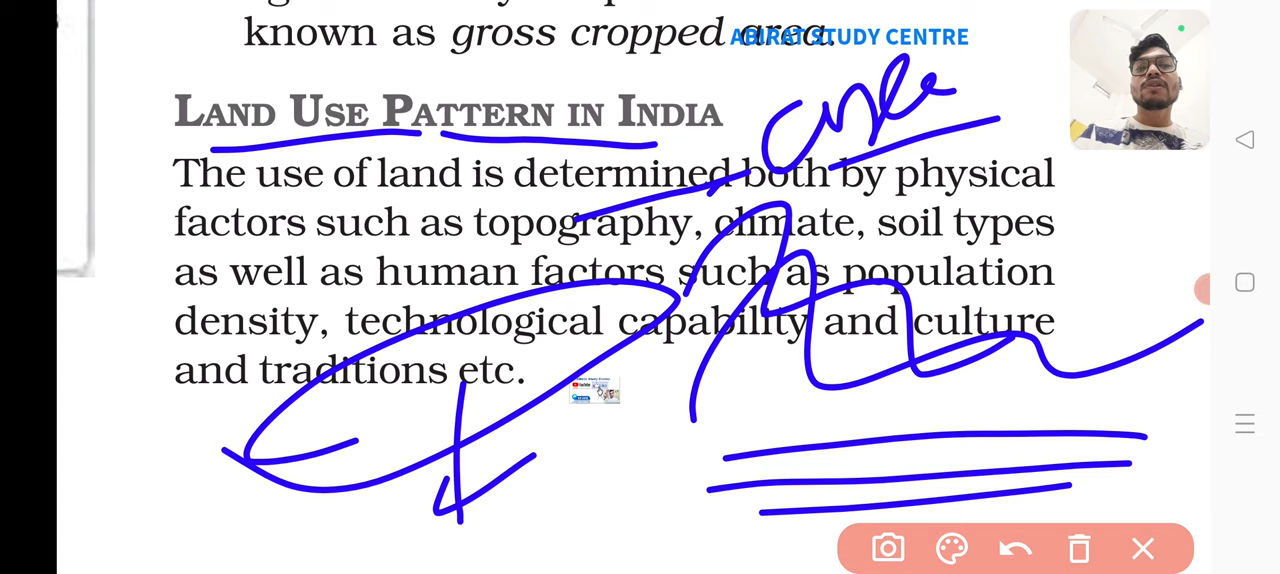 known as gross cropped area.
ABIRAT STUDY CENTRE
LAND USE PATTERN IN INDIA
The use of land is determined both by physical
factors such as topography, climate, soil types
as well as human factors such as population
density, technological capability and culture
and traditions etc.